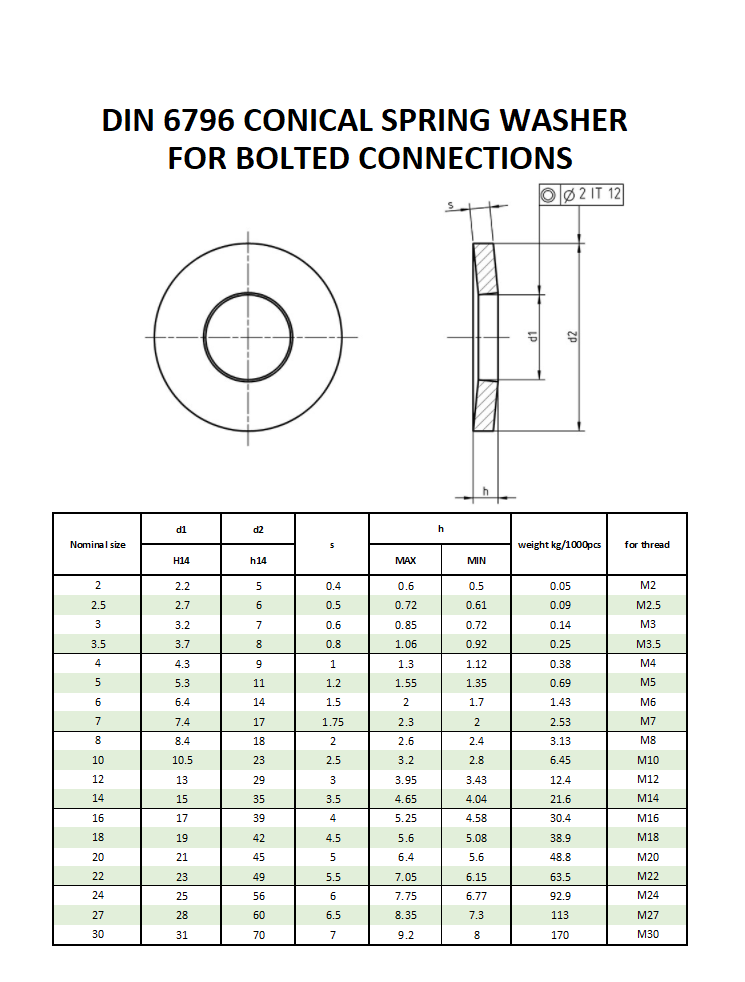 DIN 6796 CONICAL SPRING WASHER
FOR BOLTED CONNECTIONS
s
⌀ 2 IT 12
d1
d2
h
Nominal size d1 d2 s h weight kg/1000pcs for thread
H14 h14 MAX MIN
2 2.2 5 0.4 0.6 0.5 0.05 M2
2.5 2.7 6 0.5 0.72 0.61 0.09 M2.5
3 3.2 7 0.6 0.85 0.72 0.14 M3
3.5 3.7 8 0.8 1.06 0.92 0.25 M3.5
4 4.3 9 1 1.3 1.12 0.38 M4
5 5.3 11 1.2 1.55 1.35 0.69 M5
6 6.4 14 1.5 2 1.7 1.43 M6
7 7.4 17 1.75 2.3 2 2.53 M7
8 8.4 18 2 2.6 2.4 3.13 M8
10 10.5 23 2.5 3.2 2.8 6.45 M10
12 13 29 3 3.95 3.43 12.4 M12
14 15 35 3.5 4.65 4.04 21.6 M14
16 17 39 4 5.25 4.58 30.4 M16
18 19 42 4.5 5.6 5.08 38.9 M18
20 21 45 5 6.4 5.6 48.8 M20
22 23 49 5.5 7.05 6.15 63.5 M22
24 25 56 6 7.75 6.77 92.9 M24
27 28 60 6.5 8.35 7.3 113 M27
30 31 70 7 9.2 8 170 M30